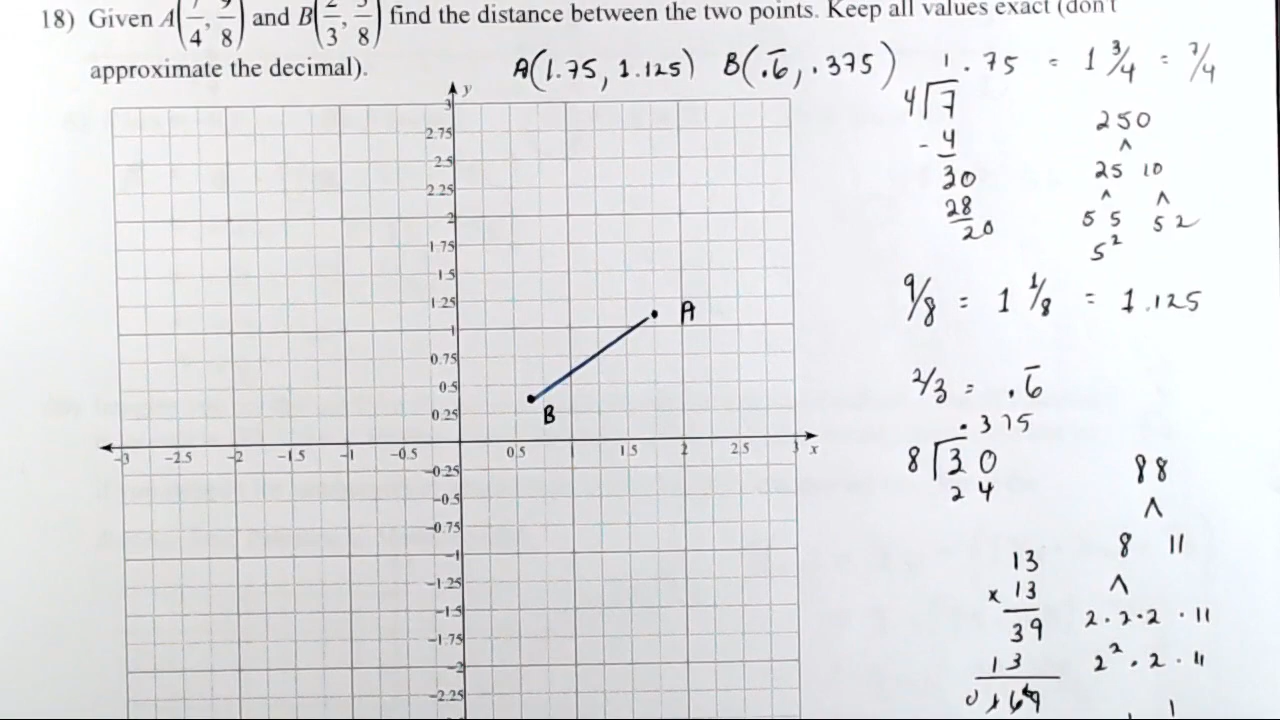 18) Given A(7/4, 9/8) and B(2/3, 3/8) find the distance between the two points. Keep all values exact (don't
approximate the decimal).
A(1.75, 1.125) B(.6̅, .375)
1.75 = 1 3/4 = 7/4
4 7
- 4
30
28
20
250
^
25 10
^ ^
5 5 5 2
5²
9/8 = 1 1/8 = 1.125
2/3 = .6̅
.375
8 3 0
2 4
88
^
8 11
^
2.2.2 . 11
2² . 2 . 11
13
x 13
39
13
169
y
3
2.75
2.5
2.25
2
1.75
1.5
1.25
1
0.75
0.5
0.25
A
B
-3 -2.5 -2 -1.5 -1 -0.5 0.5 1.5 2 2.5 3 x
-0.25
-0.5
-0.75
-1
-1.25
-1.5
-1.75
-2
-2.25